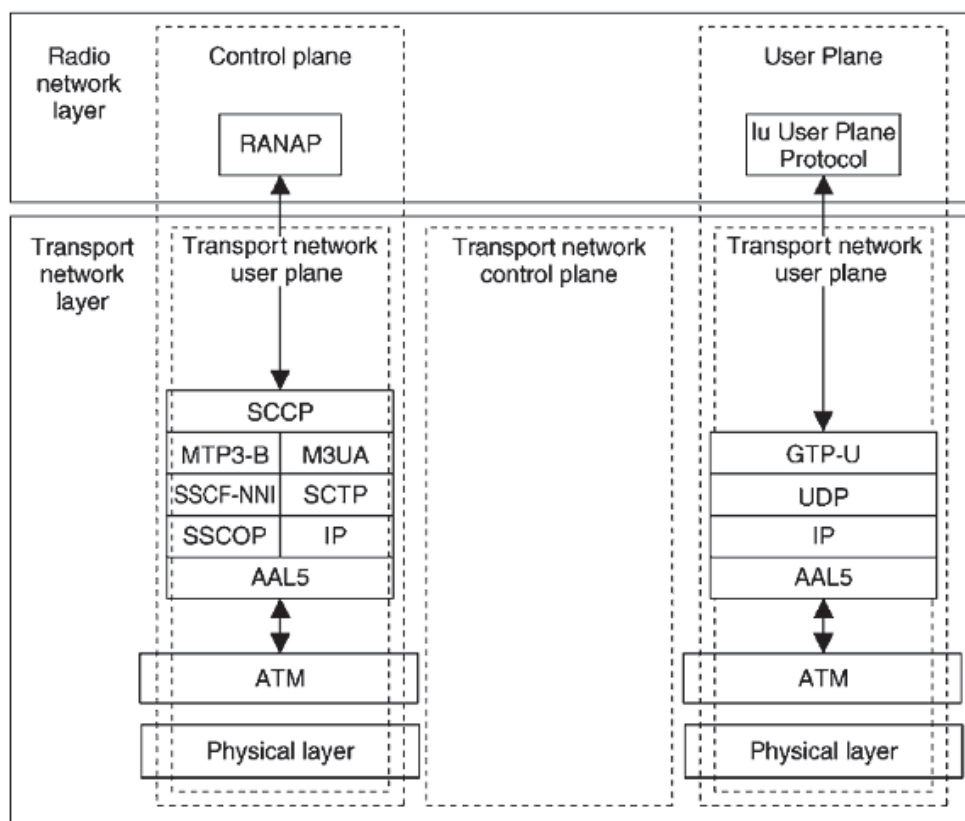 Radio
network
layer
Control plane
User Plane
RANAP
Iu User Plane
Protocol
Transport
network
layer
Transport network
user plane
Transport network
control plane
Transport network
user plane
SCCP
MTP3-B
M3UA
SSCF-NNI
SCTP
SSCOP
IP
AAL5
ATM
Physical layer
GTP-U
UDP
IP
AAL5
ATM
Physical layer